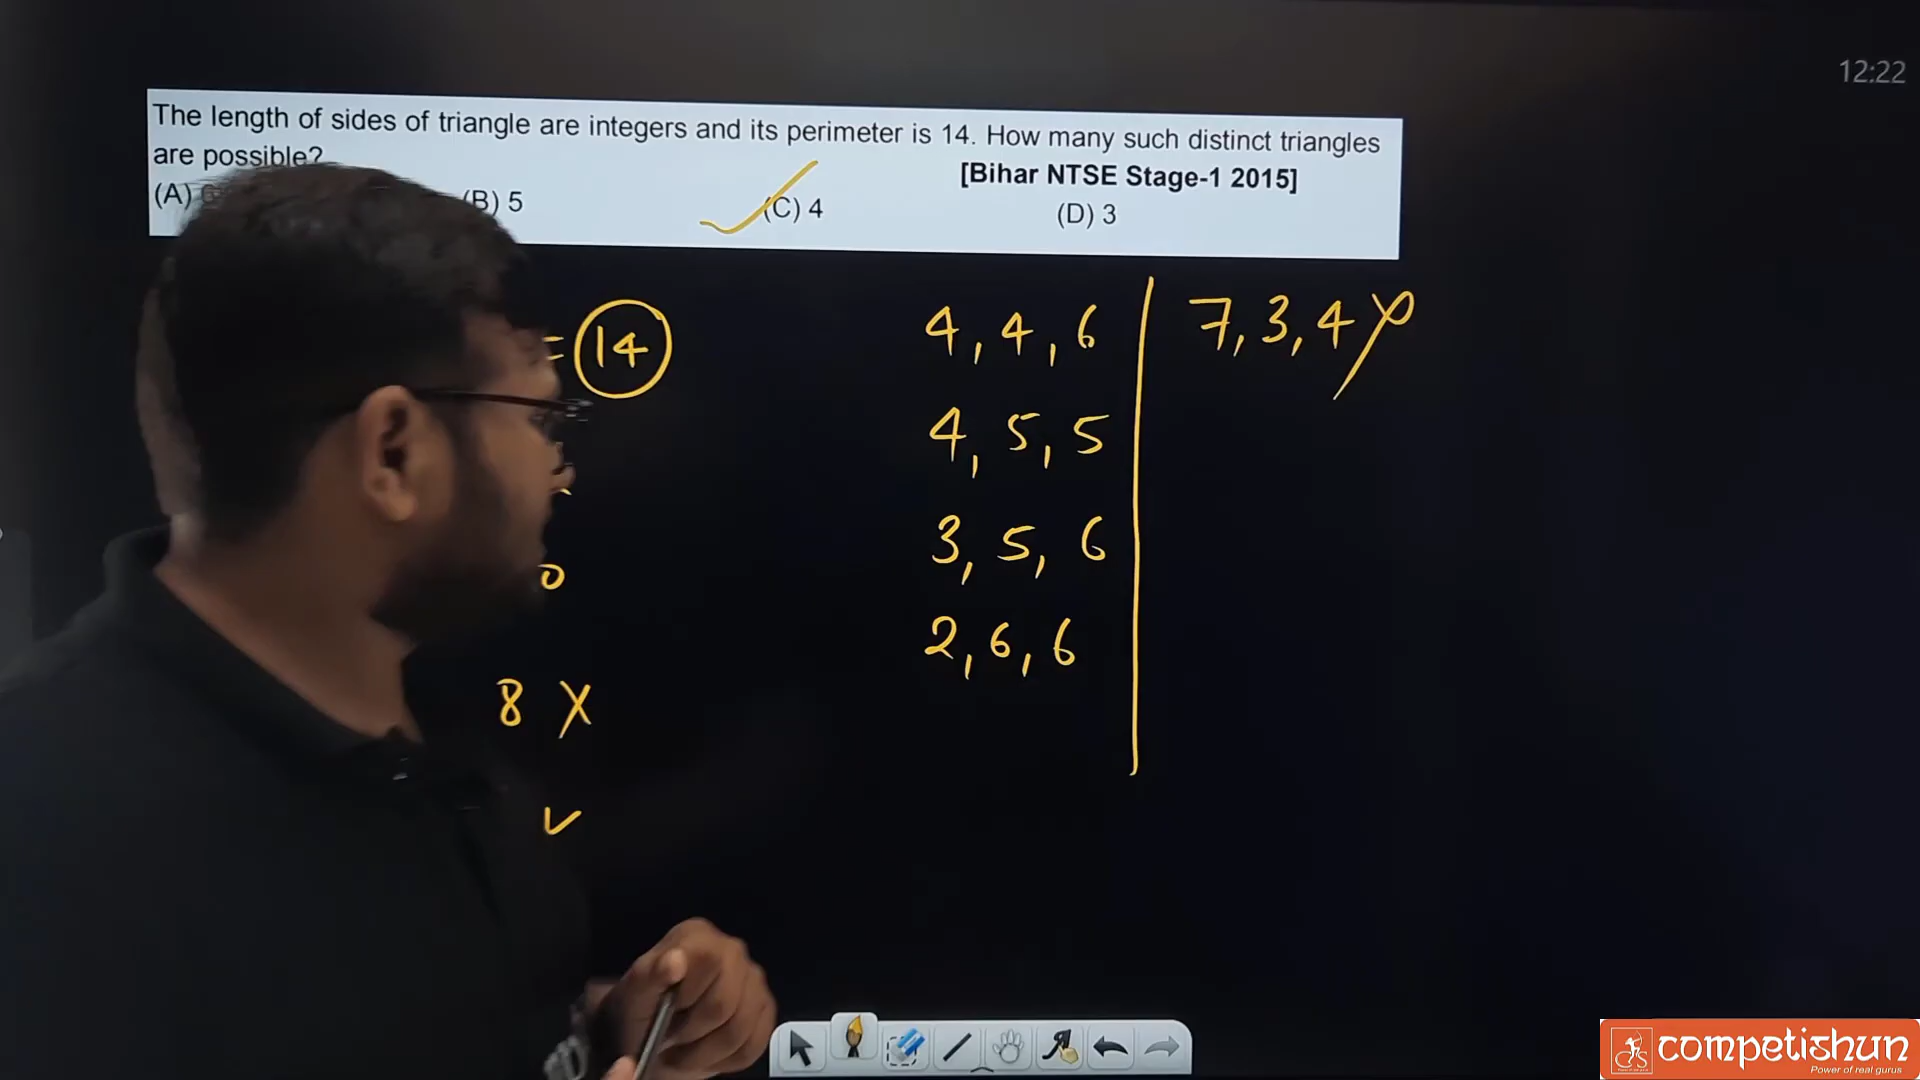 12:22
The length of sides of triangle are integers and its perimeter is 14. How many such distinct triangles
are possible?
[Bihar NTSE Stage-1 2015]
(A) (B) 5 (C) 4 (D) 3
= 14
4, 4, 6
7, 3, 4
4, 5, 5
3, 5, 6
2, 6, 6
8 X
competishun
Power of real gurus